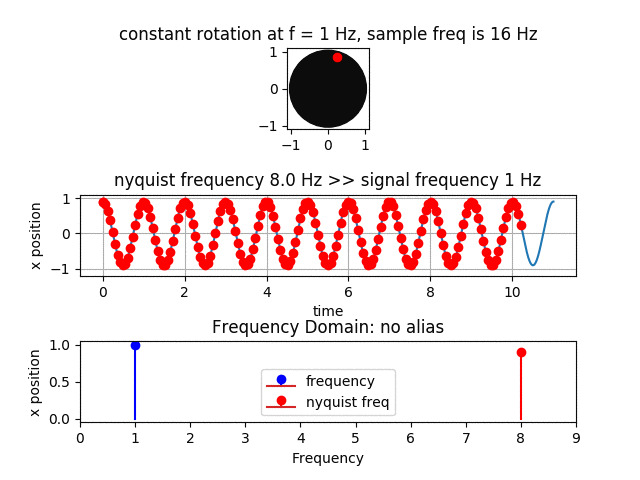 constant rotation at f = 1 Hz, sample freq is 16 Hz
1
0
−1
−1 0 1
nyquist frequency 8.0 Hz >> signal frequency 1 Hz
x position
1
0
−1
0 2 4 6 8 10
time
Frequency Domain: no alias
x position
1.0
0.5
0.0
frequency
nyquist freq
0 1 2 3 4 5 6 7 8 9
Frequency